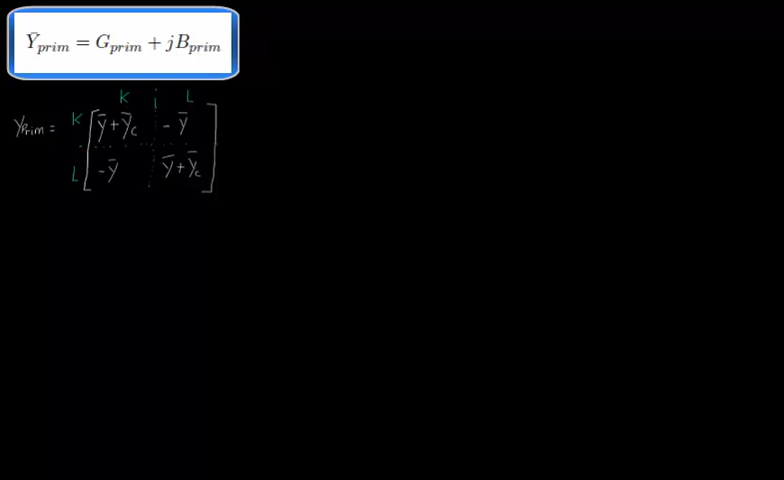 Ȳprim = Gprim + jBprim
K L
Yprim = K [ ȳ + ȳc - ȳ ]
L [ - ȳ ȳ + ȳc ]